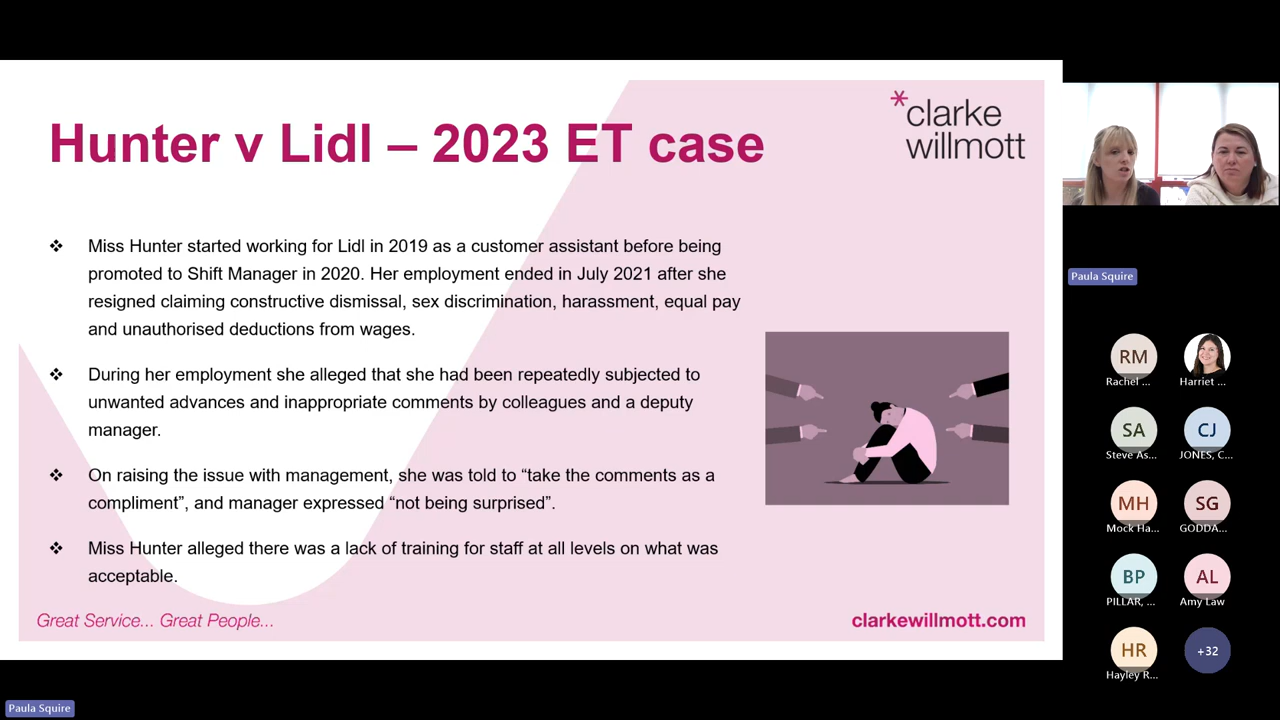 Hunter v Lidl – 2023 ET case
*clarke
willmott
❖ Miss Hunter started working for Lidl in 2019 as a customer assistant before being
promoted to Shift Manager in 2020. Her employment ended in July 2021 after she
resigned claiming constructive dismissal, sex discrimination, harassment, equal pay
and unauthorised deductions from wages.
❖ During her employment she alleged that she had been repeatedly subjected to
unwanted advances and inappropriate comments by colleagues and a deputy
manager.
❖ On raising the issue with management, she was told to “take the comments as a
compliment”, and manager expressed “not being surprised”.
❖ Miss Hunter alleged there was a lack of training for staff at all levels on what was
acceptable.
Great Service... Great People...
clarkewillmott.com
Paula Squire
RM
Rachel ...
Harriet ...
SA
Steve As...
CJ
JONES, C...
MH
Mock Ha...
SG
GODDA...
BP
PILLAR, ...
AL
Amy Law
HR
Hayley R...
+32
Paula Squire